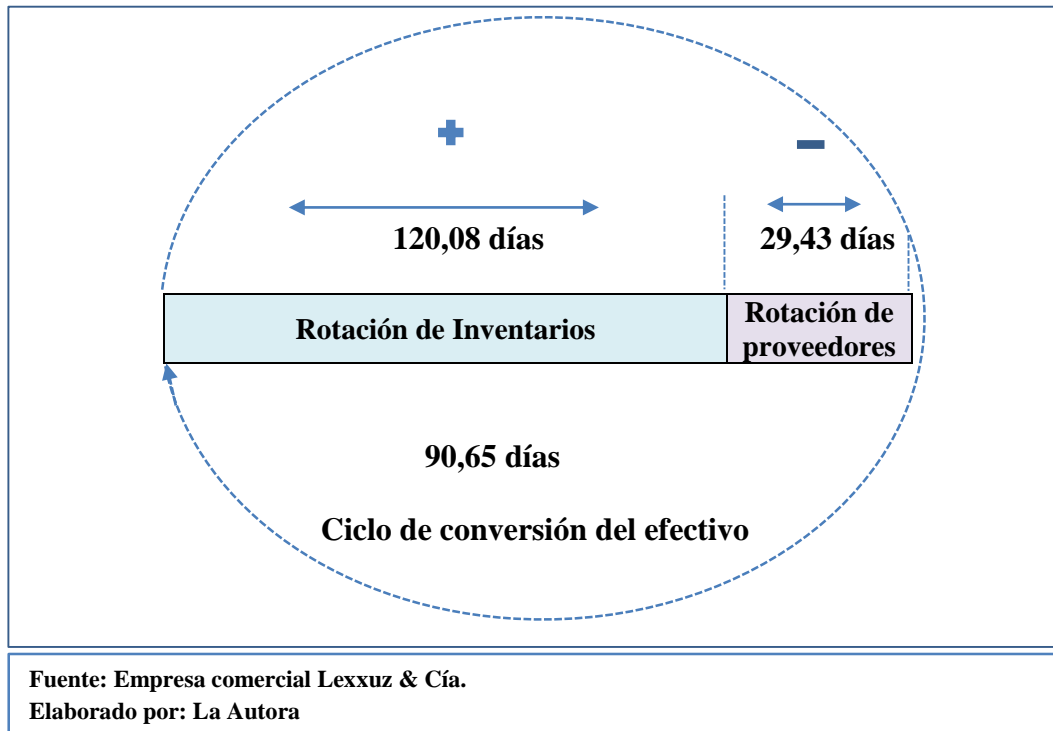 120,08 días
29,43 días
Rotación de Inventarios
Rotación de
proveedores
90,65 días
Ciclo de conversión del efectivo
Fuente: Empresa comercial Lexxuz & Cía.
Elaborado por: La Autora